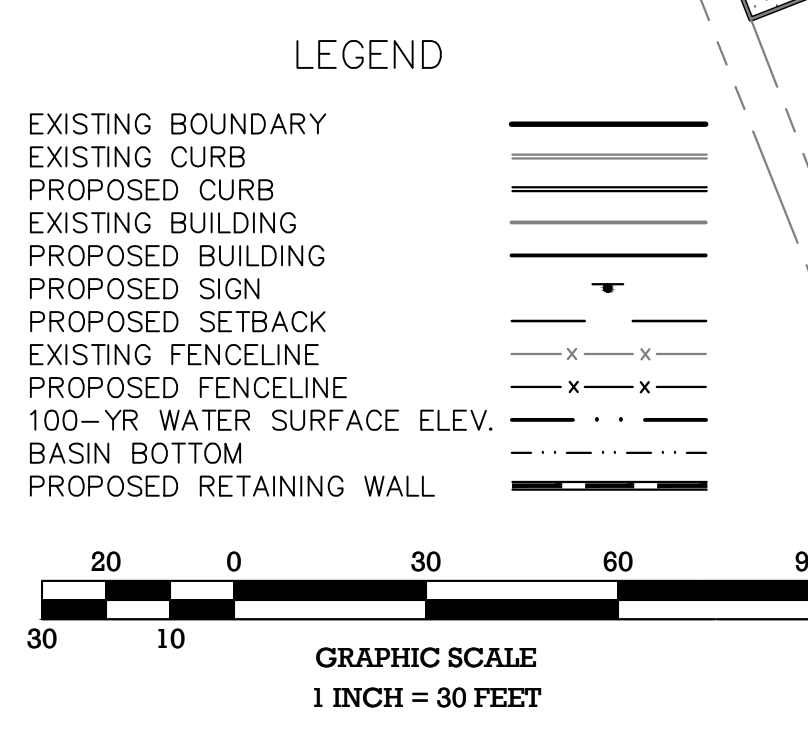 LEGEND
EXISTING BOUNDARY
EXISTING CURB
PROPOSED CURB
EXISTING BUILDING
PROPOSED BUILDING
PROPOSED SIGN
PROPOSED SETBACK
EXISTING FENCELINE
PROPOSED FENCELINE
100-YR WATER SURFACE ELEV.
BASIN BOTTOM
PROPOSED RETAINING WALL
20 0 30 60
30 10
GRAPHIC SCALE
1 INCH = 30 FEET